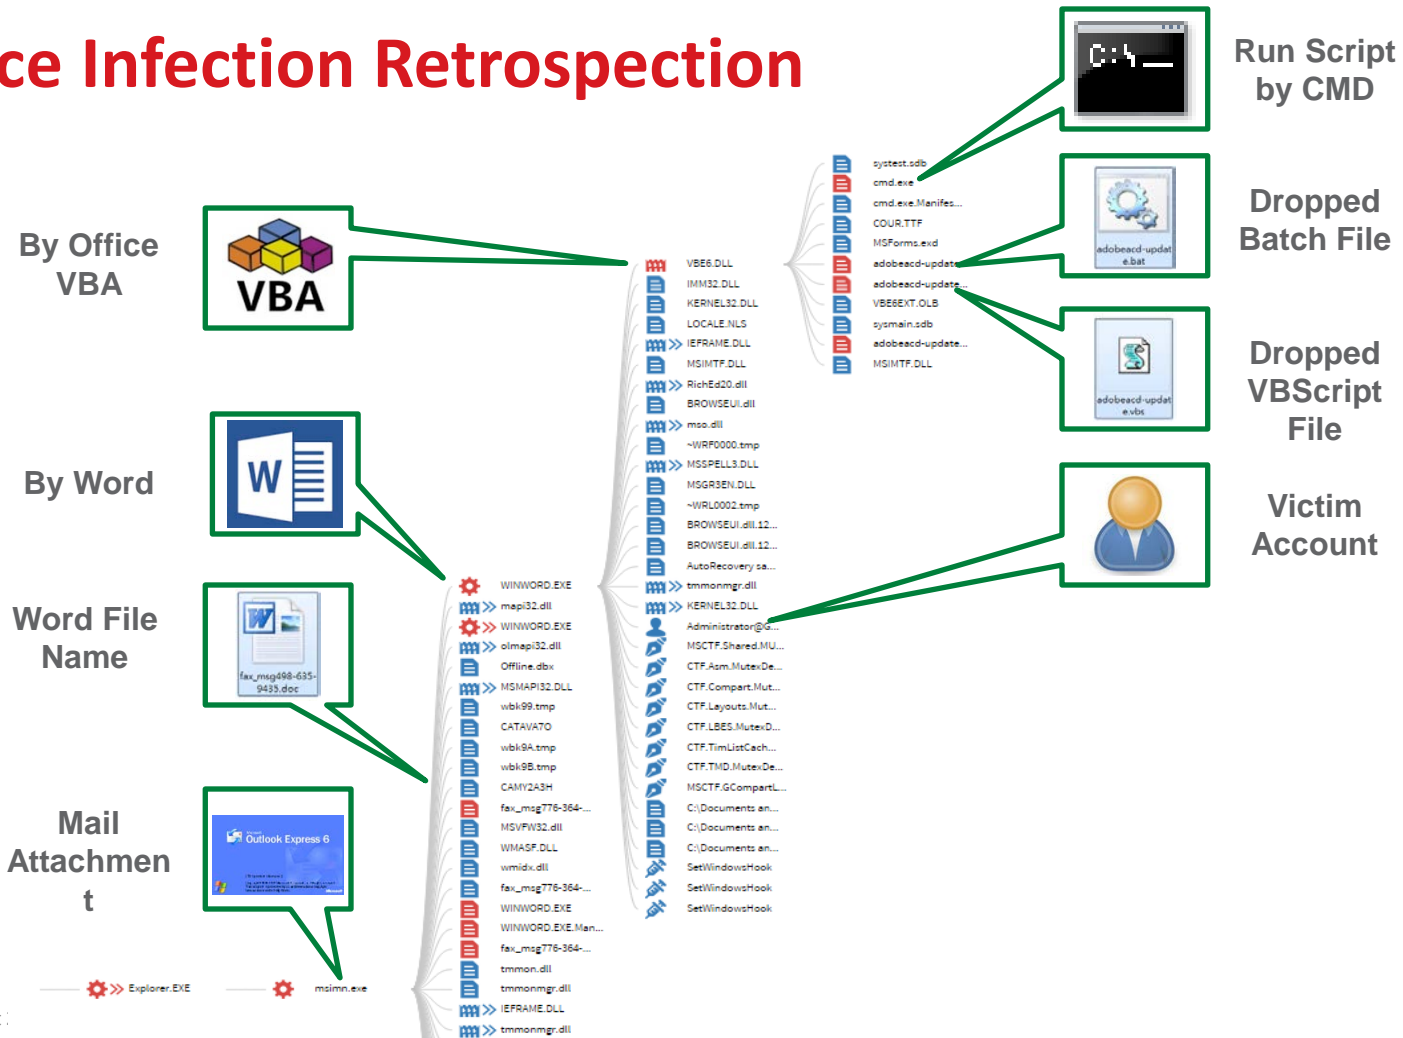 ce Infection Retrospection
Run Script
by CMD
C:\
Dropped
Batch File
adobeacd-updat
e.bat
Dropped
VBScript
File
adobeacd-updat
e.vbs
Victim
Account
By Office
VBA
VBA
By Word
W
Word File
Name
fax_msg498-635-
9435.doc
Mail
Attachmen
t
Outlook Express 6
Explorer.EXE
msimn.exe
WINWORD.EXE
mapi32.dll
WINWORD.EXE
olmapi32.dll
Offline.dbx
MSMAPI32.DLL
wbk99.tmp
CATAVA7O
wbk9A.tmp
wbk9B.tmp
CAMY2A3H
fax_msg776-364-...
MSVFW32.dll
WMASF.DLL
wmidx.dll
fax_msg776-364-...
WINWORD.EXE
WINWORD.EXE.Man...
fax_msg776-364-...
tmmon.dll
tmmonmgr.dll
IEFRAME.DLL
tmmonmgr.dll
VBE6.DLL
IMM32.DLL
KERNEL32.DLL
LOCALE.NLS
IEFRAME.DLL
MSIMTF.DLL
RichEd20.dll
BROWSEUI.dll
mso.dll
~WRF0000.tmp
MSSPELL3.DLL
MSGR3EN.DLL
~WRL0002.tmp
BROWSEUI.dll.12...
BROWSEUI.dll.12...
AutoRecovery sa...
tmmonmgr.dll
KERNEL32.DLL
Administrator@G...
MSCTF.Shared.MU...
CTF.Asm.MutexDe...
CTF.Compart.Mut...
CTF.Layouts.Mut...
CTF.LBES.MutexD...
CTF.TimListCach...
CTF.TMD.MutexDe...
MSCTF.GCompartL...
C:\Documents an...
C:\Documents an...
C:\Documents an...
SetWindowsHook
SetWindowsHook
SetWindowsHook
systest.sdb
cmd.exe
cmd.exe.Manifes...
COUR.TTF
MSForms.exd
adobeacd-update
adobeacd-update...
VBE6EXT.OLB
sysmain.sdb
adobeacd-update...
MSIMTF.DLL